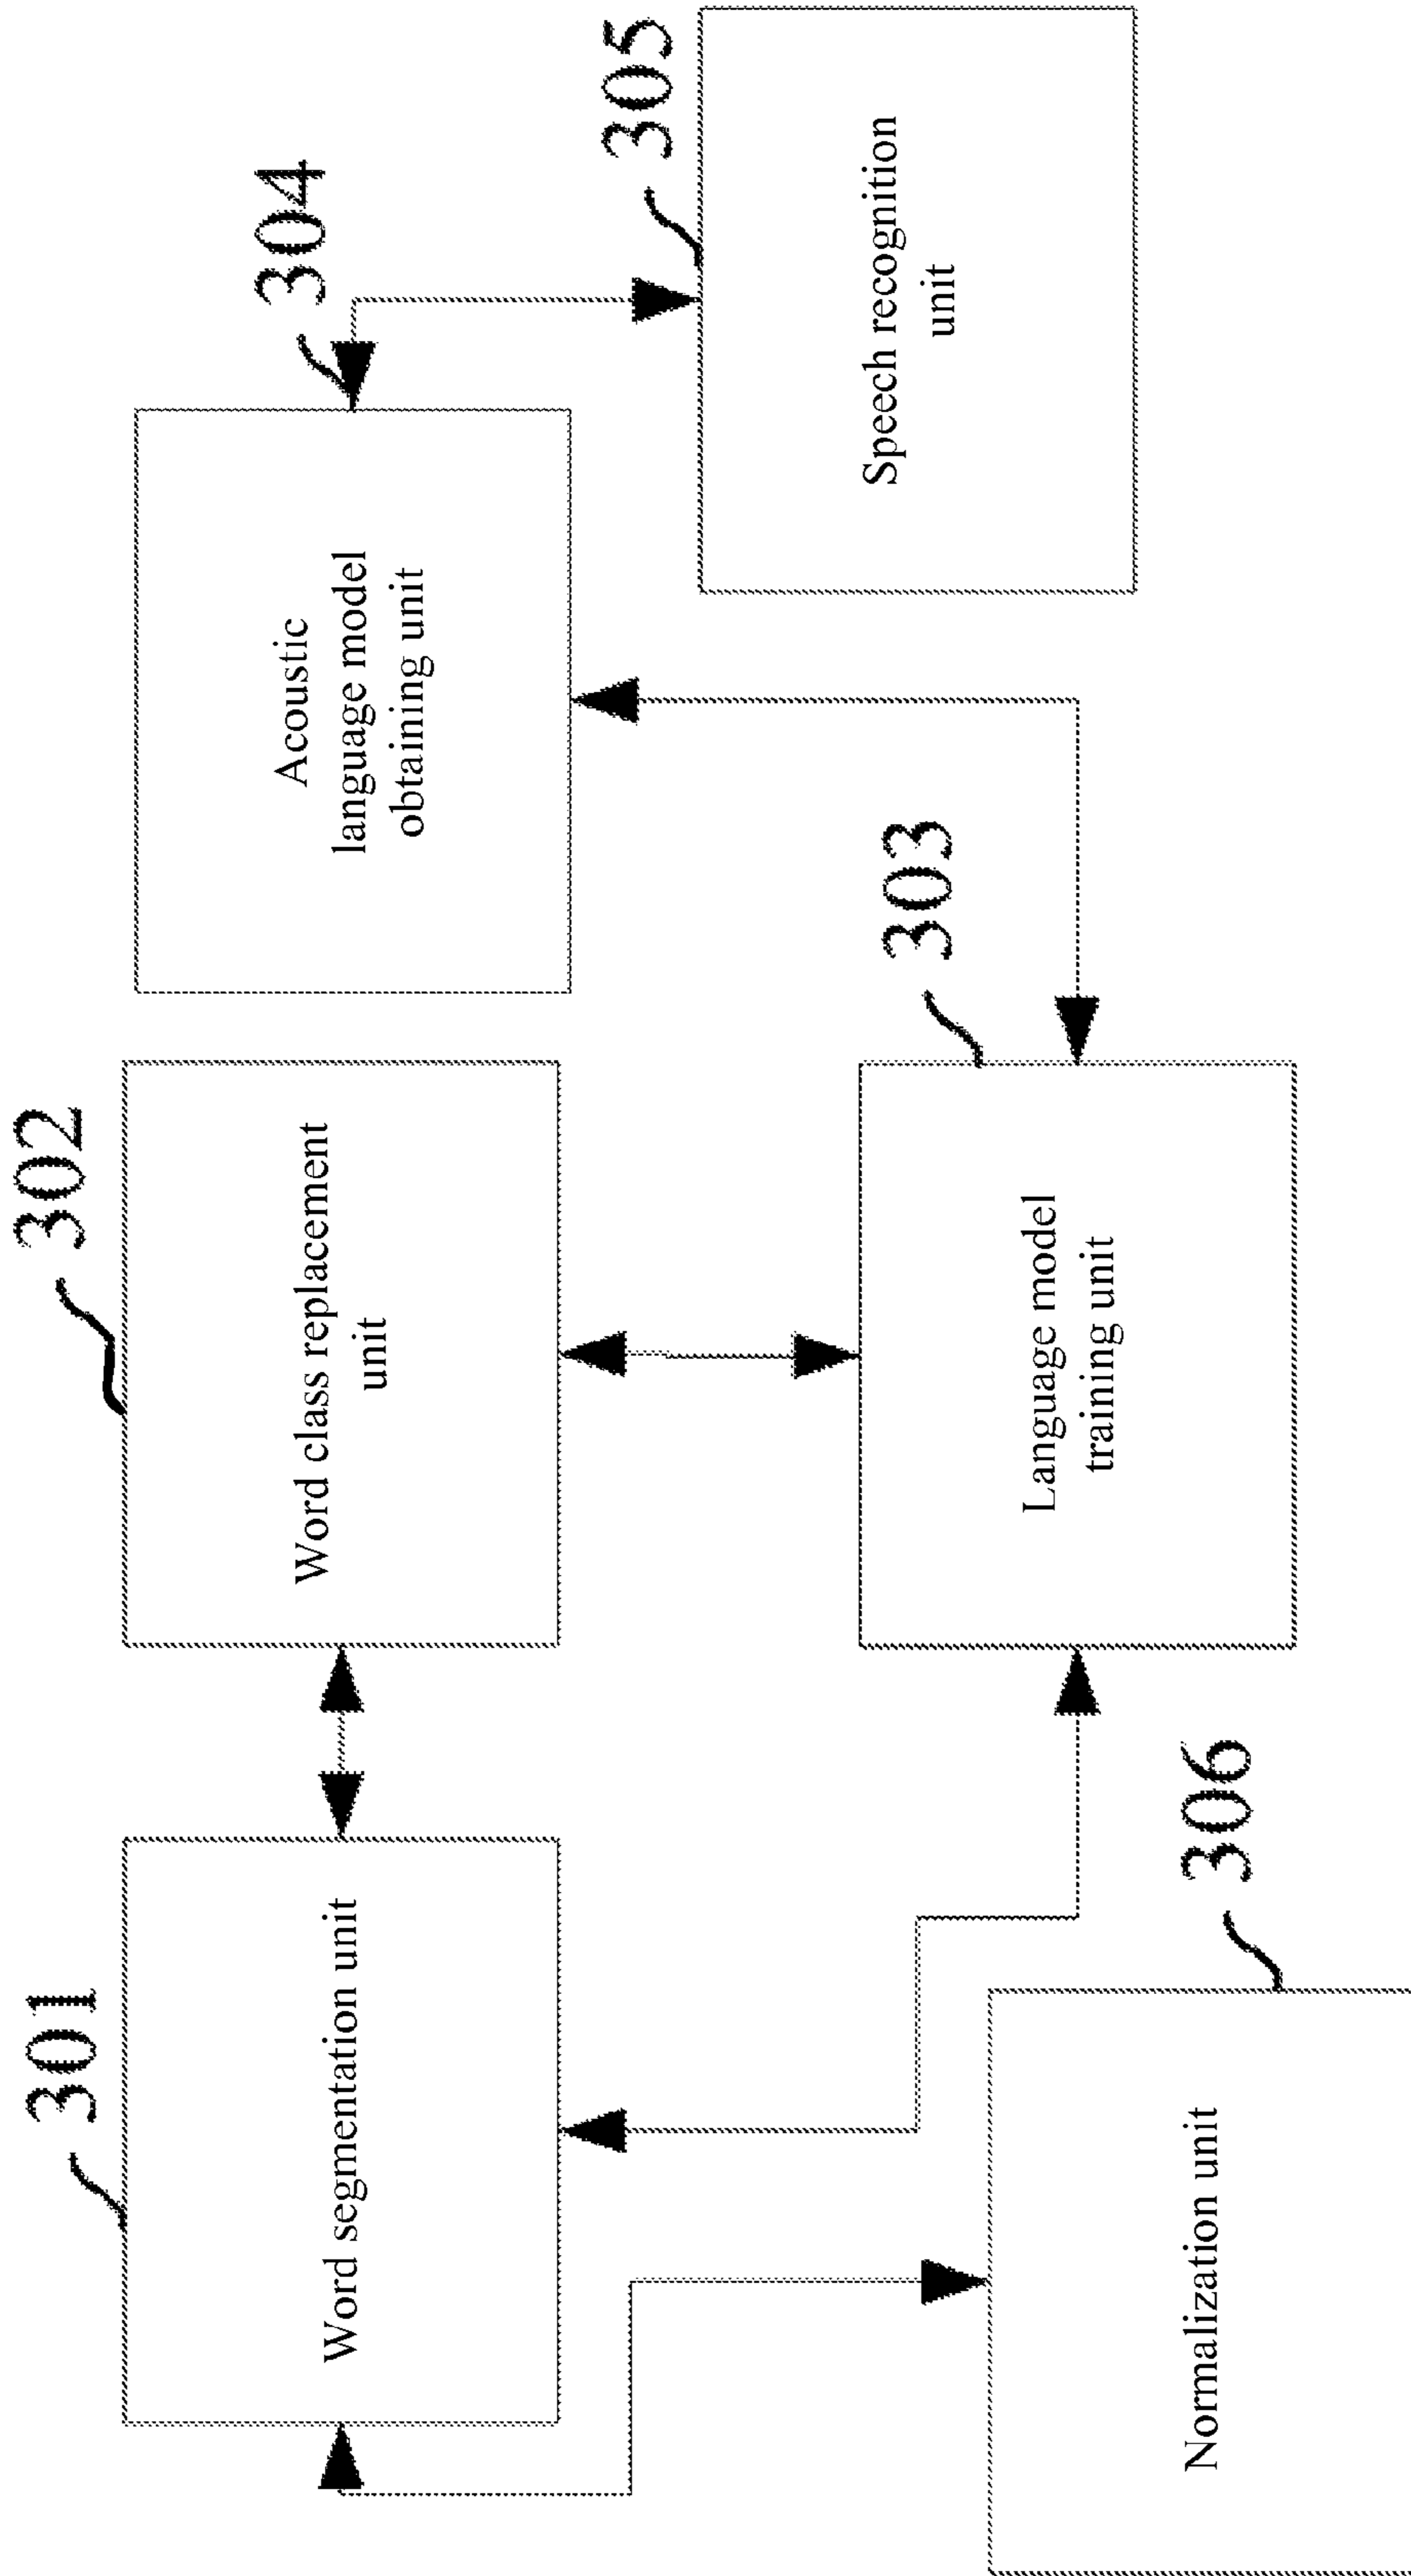 301
Word segmentation unit
302
Word class replacement
unit
304
Acoustic
language model
obtaining unit
306
Normalization unit
303
Language model
training unit
305
Speech recognition
unit